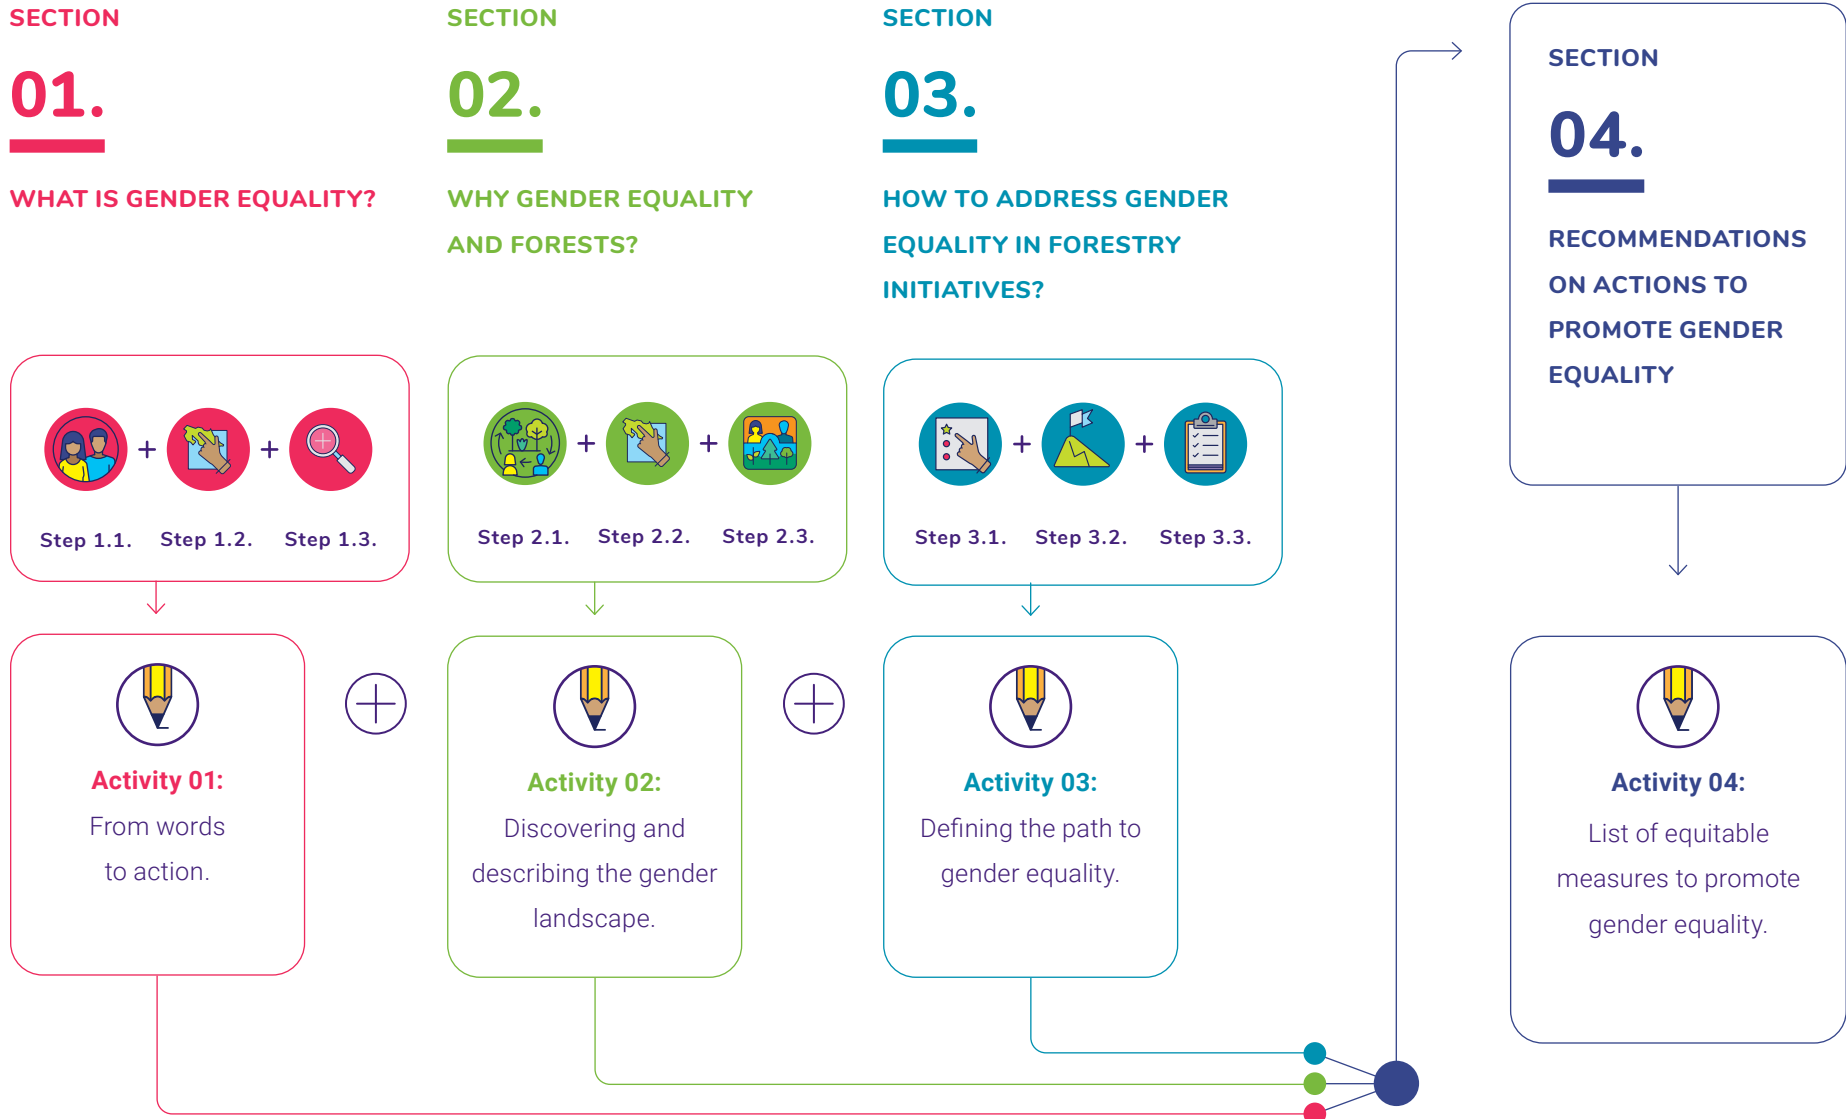 SECTION
01.
WHAT IS GENDER EQUALITY?
Step 1.1. Step 1.2. Step 1.3.
Activity 01:
From words
to action.
SECTION
02.
WHY GENDER EQUALITY
AND FORESTS?
Step 2.1. Step 2.2. Step 2.3.
Activity 02:
Discovering and
describing the gender
landscape.
SECTION
03.
HOW TO ADDRESS GENDER
EQUALITY IN FORESTRY
INITIATIVES?
Step 3.1. Step 3.2. Step 3.3.
Activity 03:
Defining the path to
gender equality.
SECTION
04.
RECOMMENDATIONS
ON ACTIONS TO
PROMOTE GENDER
EQUALITY
Activity 04:
List of equitable
measures to promote
gender equality.